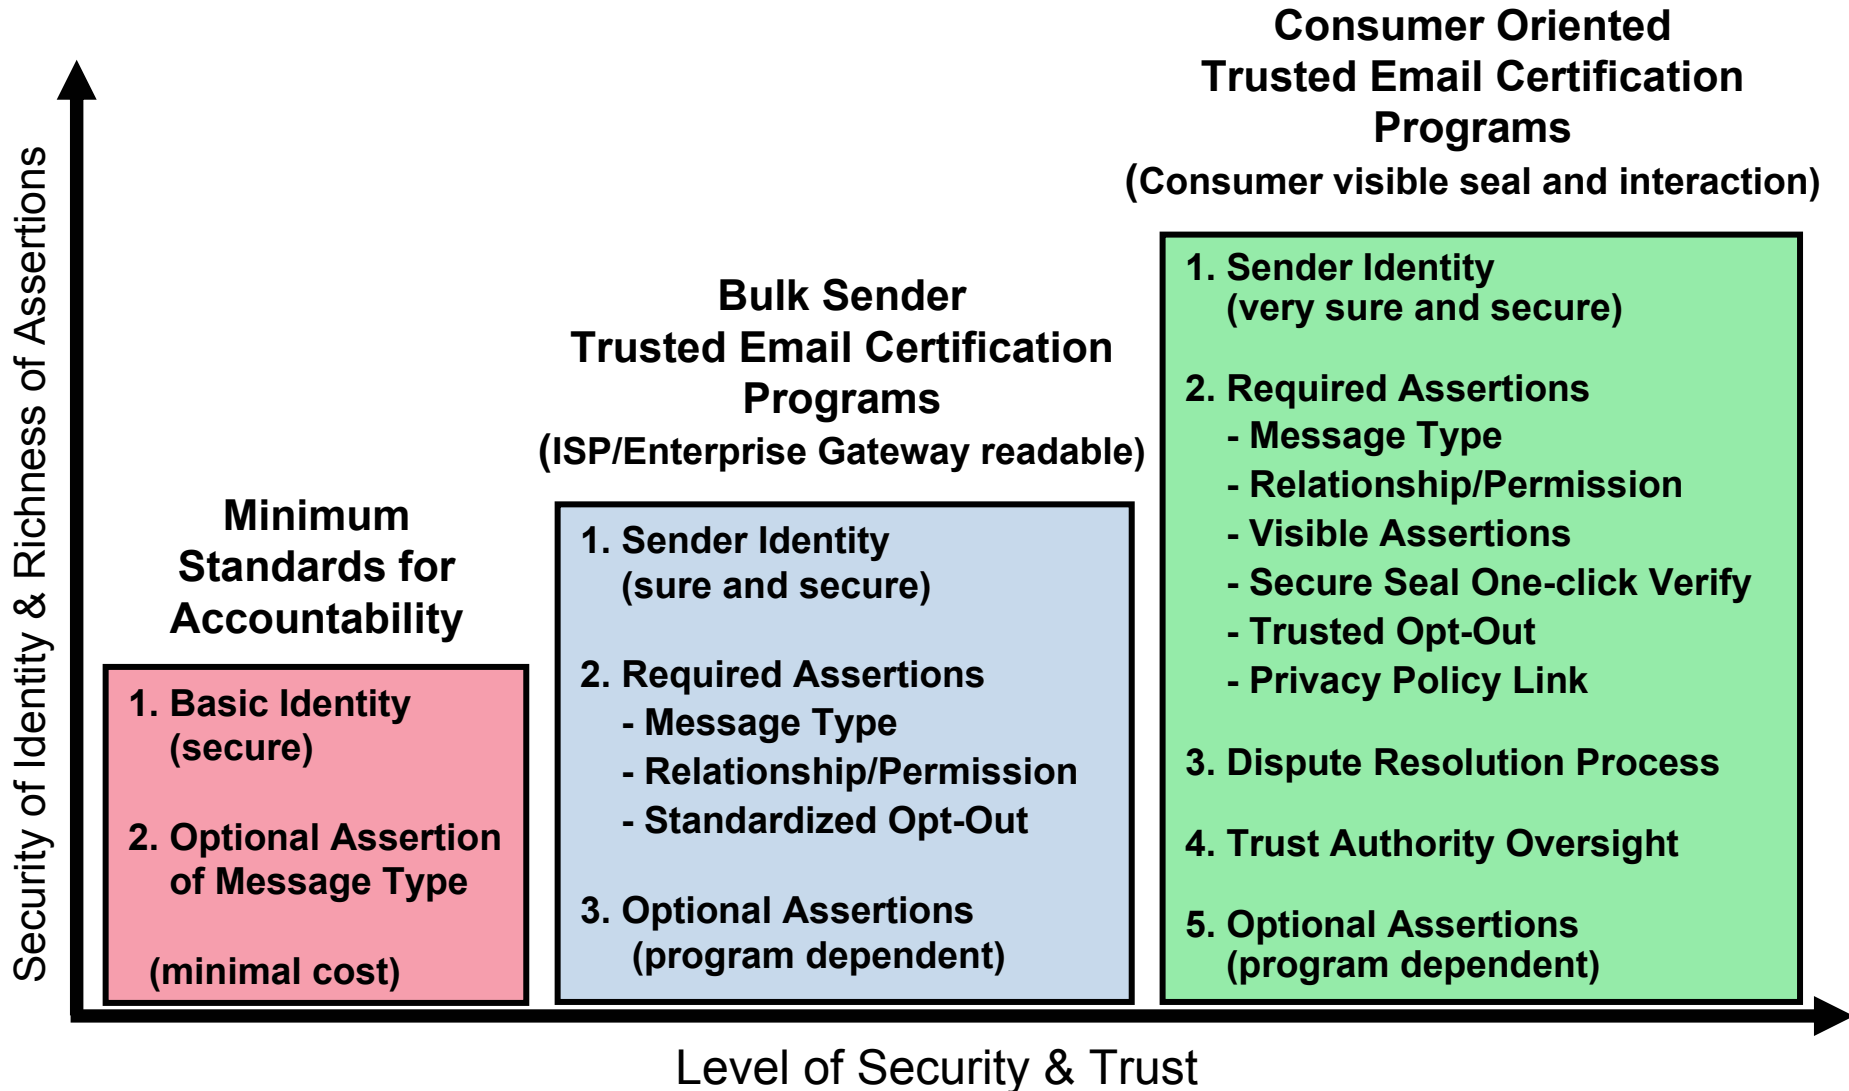 Security of Identity & Richness of Assertions
Minimum
Standards for
Accountability
1. Basic Identity
(secure)
2. Optional Assertion
of Message Type
(minimal cost)
Bulk Sender
Trusted Email Certification
Programs
(ISP/Enterprise Gateway readable)
1. Sender Identity
(sure and secure)
2. Required Assertions
- Message Type
- Relationship/Permission
- Standardized Opt-Out
3. Optional Assertions
(program dependent)
Consumer Oriented
Trusted Email Certification
Programs
(Consumer visible seal and interaction)
1. Sender Identity
(very sure and secure)
2. Required Assertions
- Message Type
- Relationship/Permission
- Visible Assertions
- Secure Seal One-click Verify
- Trusted Opt-Out
- Privacy Policy Link
3. Dispute Resolution Process
4. Trust Authority Oversight
5. Optional Assertions
(program dependent)
Level of Security & Trust